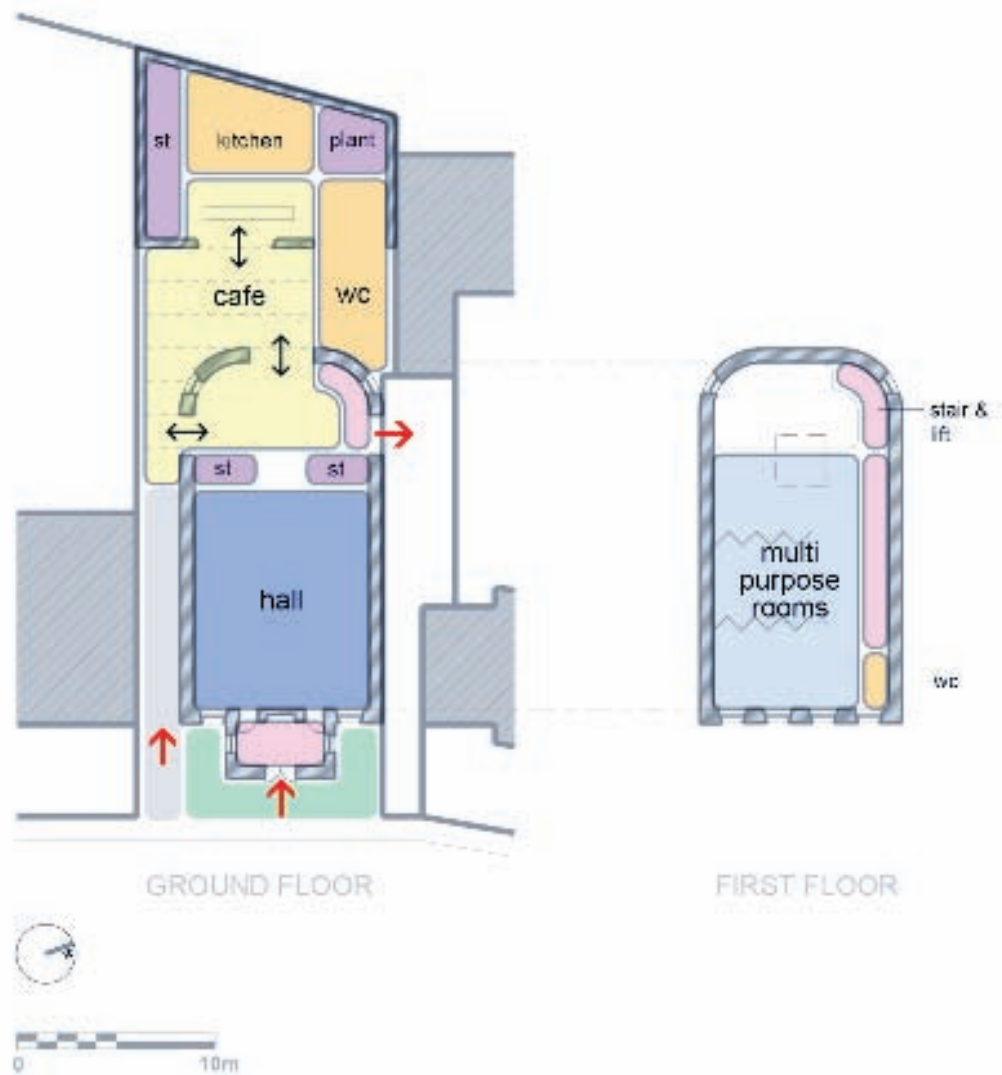 st
kitchen
plant
cafe
wc
st
st
hall
stair &
lift
multi
purpose
rooms
wc
GROUND FLOOR
FIRST FLOOR
0
10m